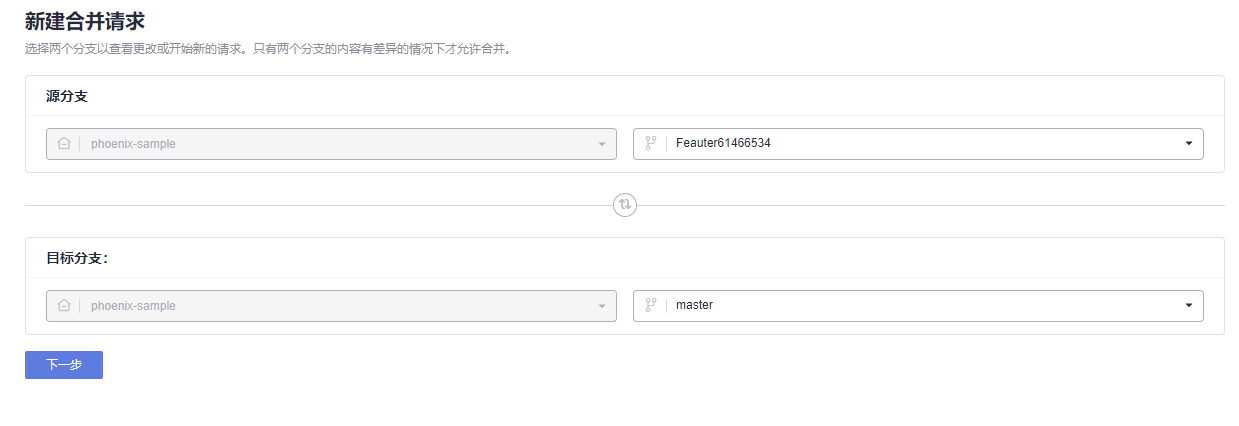 新建合并请求
选择两个分支以查看更改或开始新的请求。只有两个分支的内容有差异的情况下才允许合并。
源分支
phoenix-sample
Feauter61466534
目标分支：
phoenix-sample
master
下一步